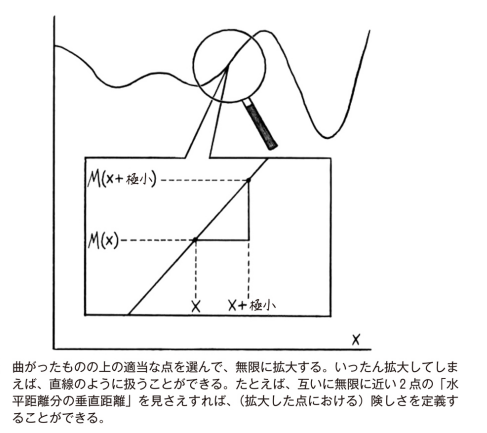 M(x+極小)
M(x)
x
x+極小
x
曲がったものの上の適当な点を選んで、無限に拡大する。いったん拡大してしま
えば、直線のように扱うことができる。たとえば、互いに無限に近い2点の「水
平距離分の垂直距離」を見さえすれば、（拡大した点における）険しさを定義す
ることができる。